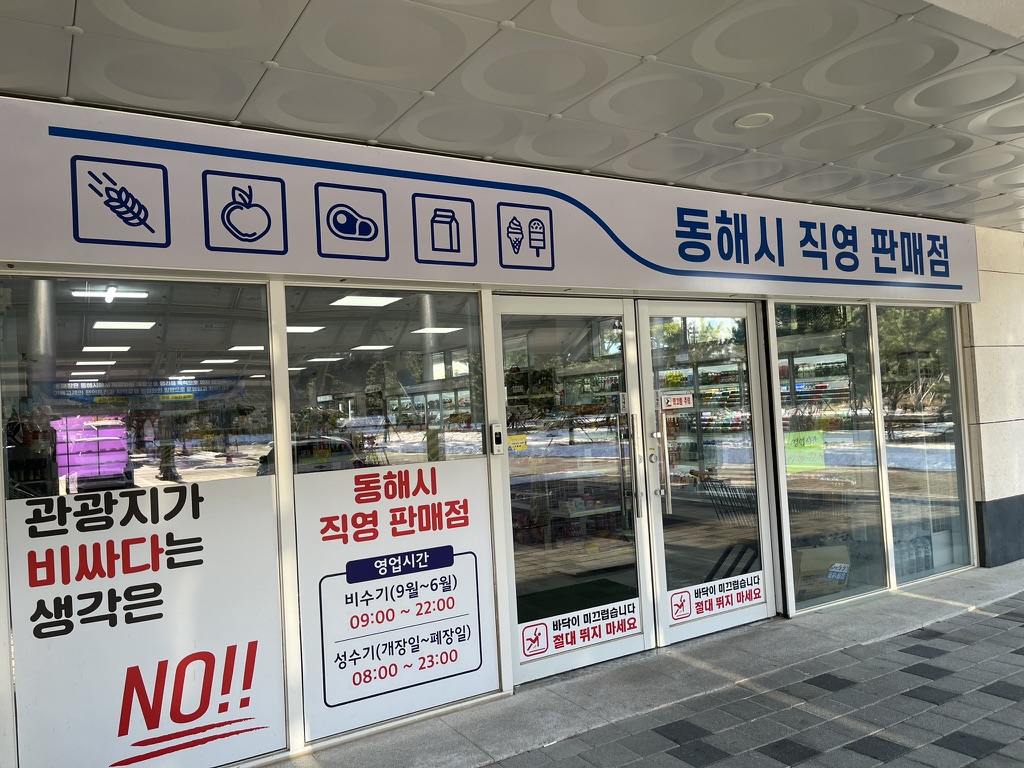 동해시 직영 판매점
관광지가
비싸다는
생각은
NO!!
동해시
직영 판매점
영업시간
비수기(9월~6월)
09:00 ~ 22:00
성수기(개장일~폐장일)
08:00 ~ 23:00
바닥이 미끄럽습니다
절대 뛰지 마세요
바닥이 미끄럽습니다
절대 뛰지 마세요